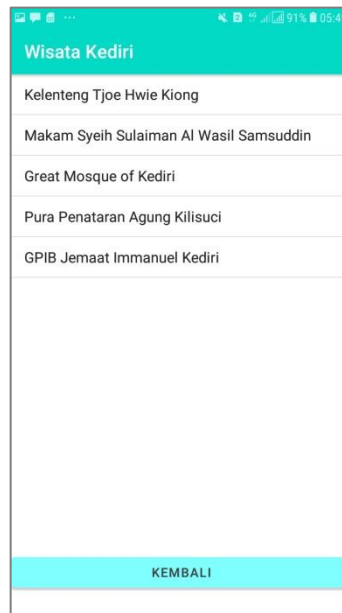 91% 05:4
Wisata Kediri
Kelenteng Tjoe Hwie Kiong
Makam Syeih Sulaiman Al Wasil Samsuddin
Great Mosque of Kediri
Pura Penataran Agung Kilisuci
GPIB Jemaat Immanuel Kediri
KEMBALI